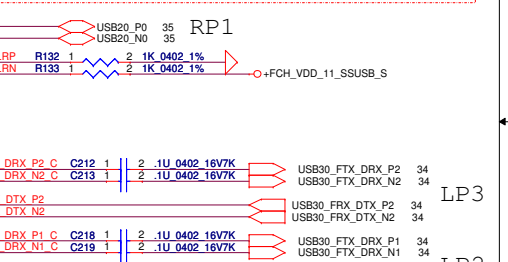 USB20_P0 35 RP1
USB20_N0 35
RP R132 1 2 1K_0402_1%
RN R133 1 2 1K_0402_1%
+FCH_VDD_11_SSUSB_S
DRX_P2_C C212 1 2 .1U_0402_16V7K USB30_FTX_DRX_P2 34
DRX_N2_C C213 1 2 .1U_0402_16V7K USB30_FTX_DRX_N2 34
LP3
DTX_P2 USB30_FRX_DTX_P2 34
DTX_N2 USB30_FRX_DTX_N2 34
DRX_P1_C C218 1 2 .1U_0402_16V7K USB30_FTX_DRX_P1 34
DRX_N1_C C219 1 2 .1U_0402_16V7K USB30_FTX_DRX_N1 34